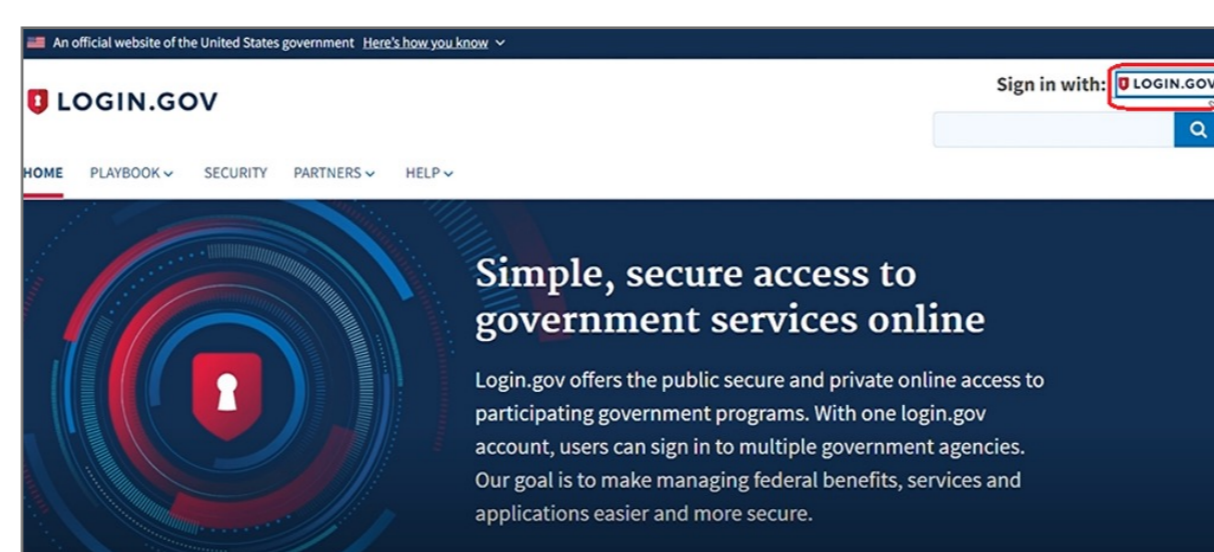 An official website of the United States government Here's how you know
LOGIN.GOV
Sign in with: LOGIN.GOV
HOME PLAYBOOK SECURITY PARTNERS HELP
Simple, secure access to
government services online
Login.gov offers the public secure and private online access to
participating government programs. With one login.gov
account, users can sign in to multiple government agencies.
Our goal is to make managing federal benefits, services and
applications easier and more secure.